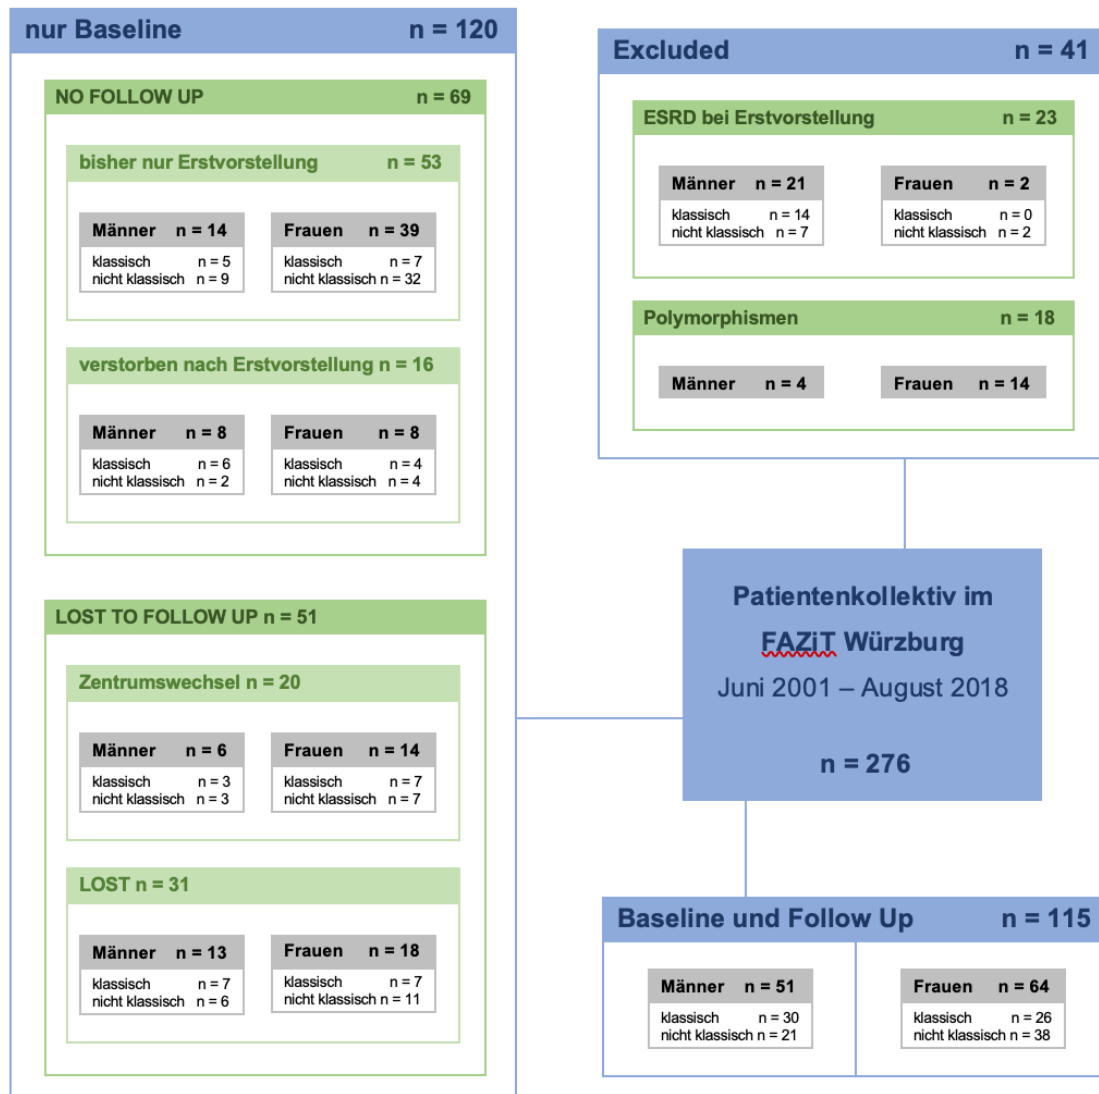 nur Baseline n = 120
NO FOLLOW UP n = 69
bisher nur Erstvorstellung n = 53
Männer n = 14
klassisch n = 5
nicht klassisch n = 9
Frauen n = 39
klassisch n = 7
nicht klassisch n = 32
verstorben nach Erstvorstellung n = 16
Männer n = 8
klassisch n = 6
nicht klassisch n = 2
Frauen n = 8
klassisch n = 4
nicht klassisch n = 4
LOST TO FOLLOW UP n = 51
Zentrumswechsel n = 20
Männer n = 6
klassisch n = 3
nicht klassisch n = 3
Frauen n = 14
klassisch n = 7
nicht klassisch n = 7
LOST n = 31
Männer n = 13
klassisch n = 7
nicht klassisch n = 6
Frauen n = 18
klassisch n = 7
nicht klassisch n = 11
Excluded n = 41
ESRD bei Erstvorstellung n = 23
Männer n = 21
klassisch n = 14
nicht klassisch n = 7
Frauen n = 2
klassisch n = 0
nicht klassisch n = 2
Polymorphismen n = 18
Männer n = 4
Frauen n = 14
Patientenkollektiv im
FAZiT Würzburg
Juni 2001 – August 2018
n = 276
Baseline und Follow Up n = 115
Männer n = 51
klassisch n = 30
nicht klassisch n = 21
Frauen n = 64
klassisch n = 26
nicht klassisch n = 38